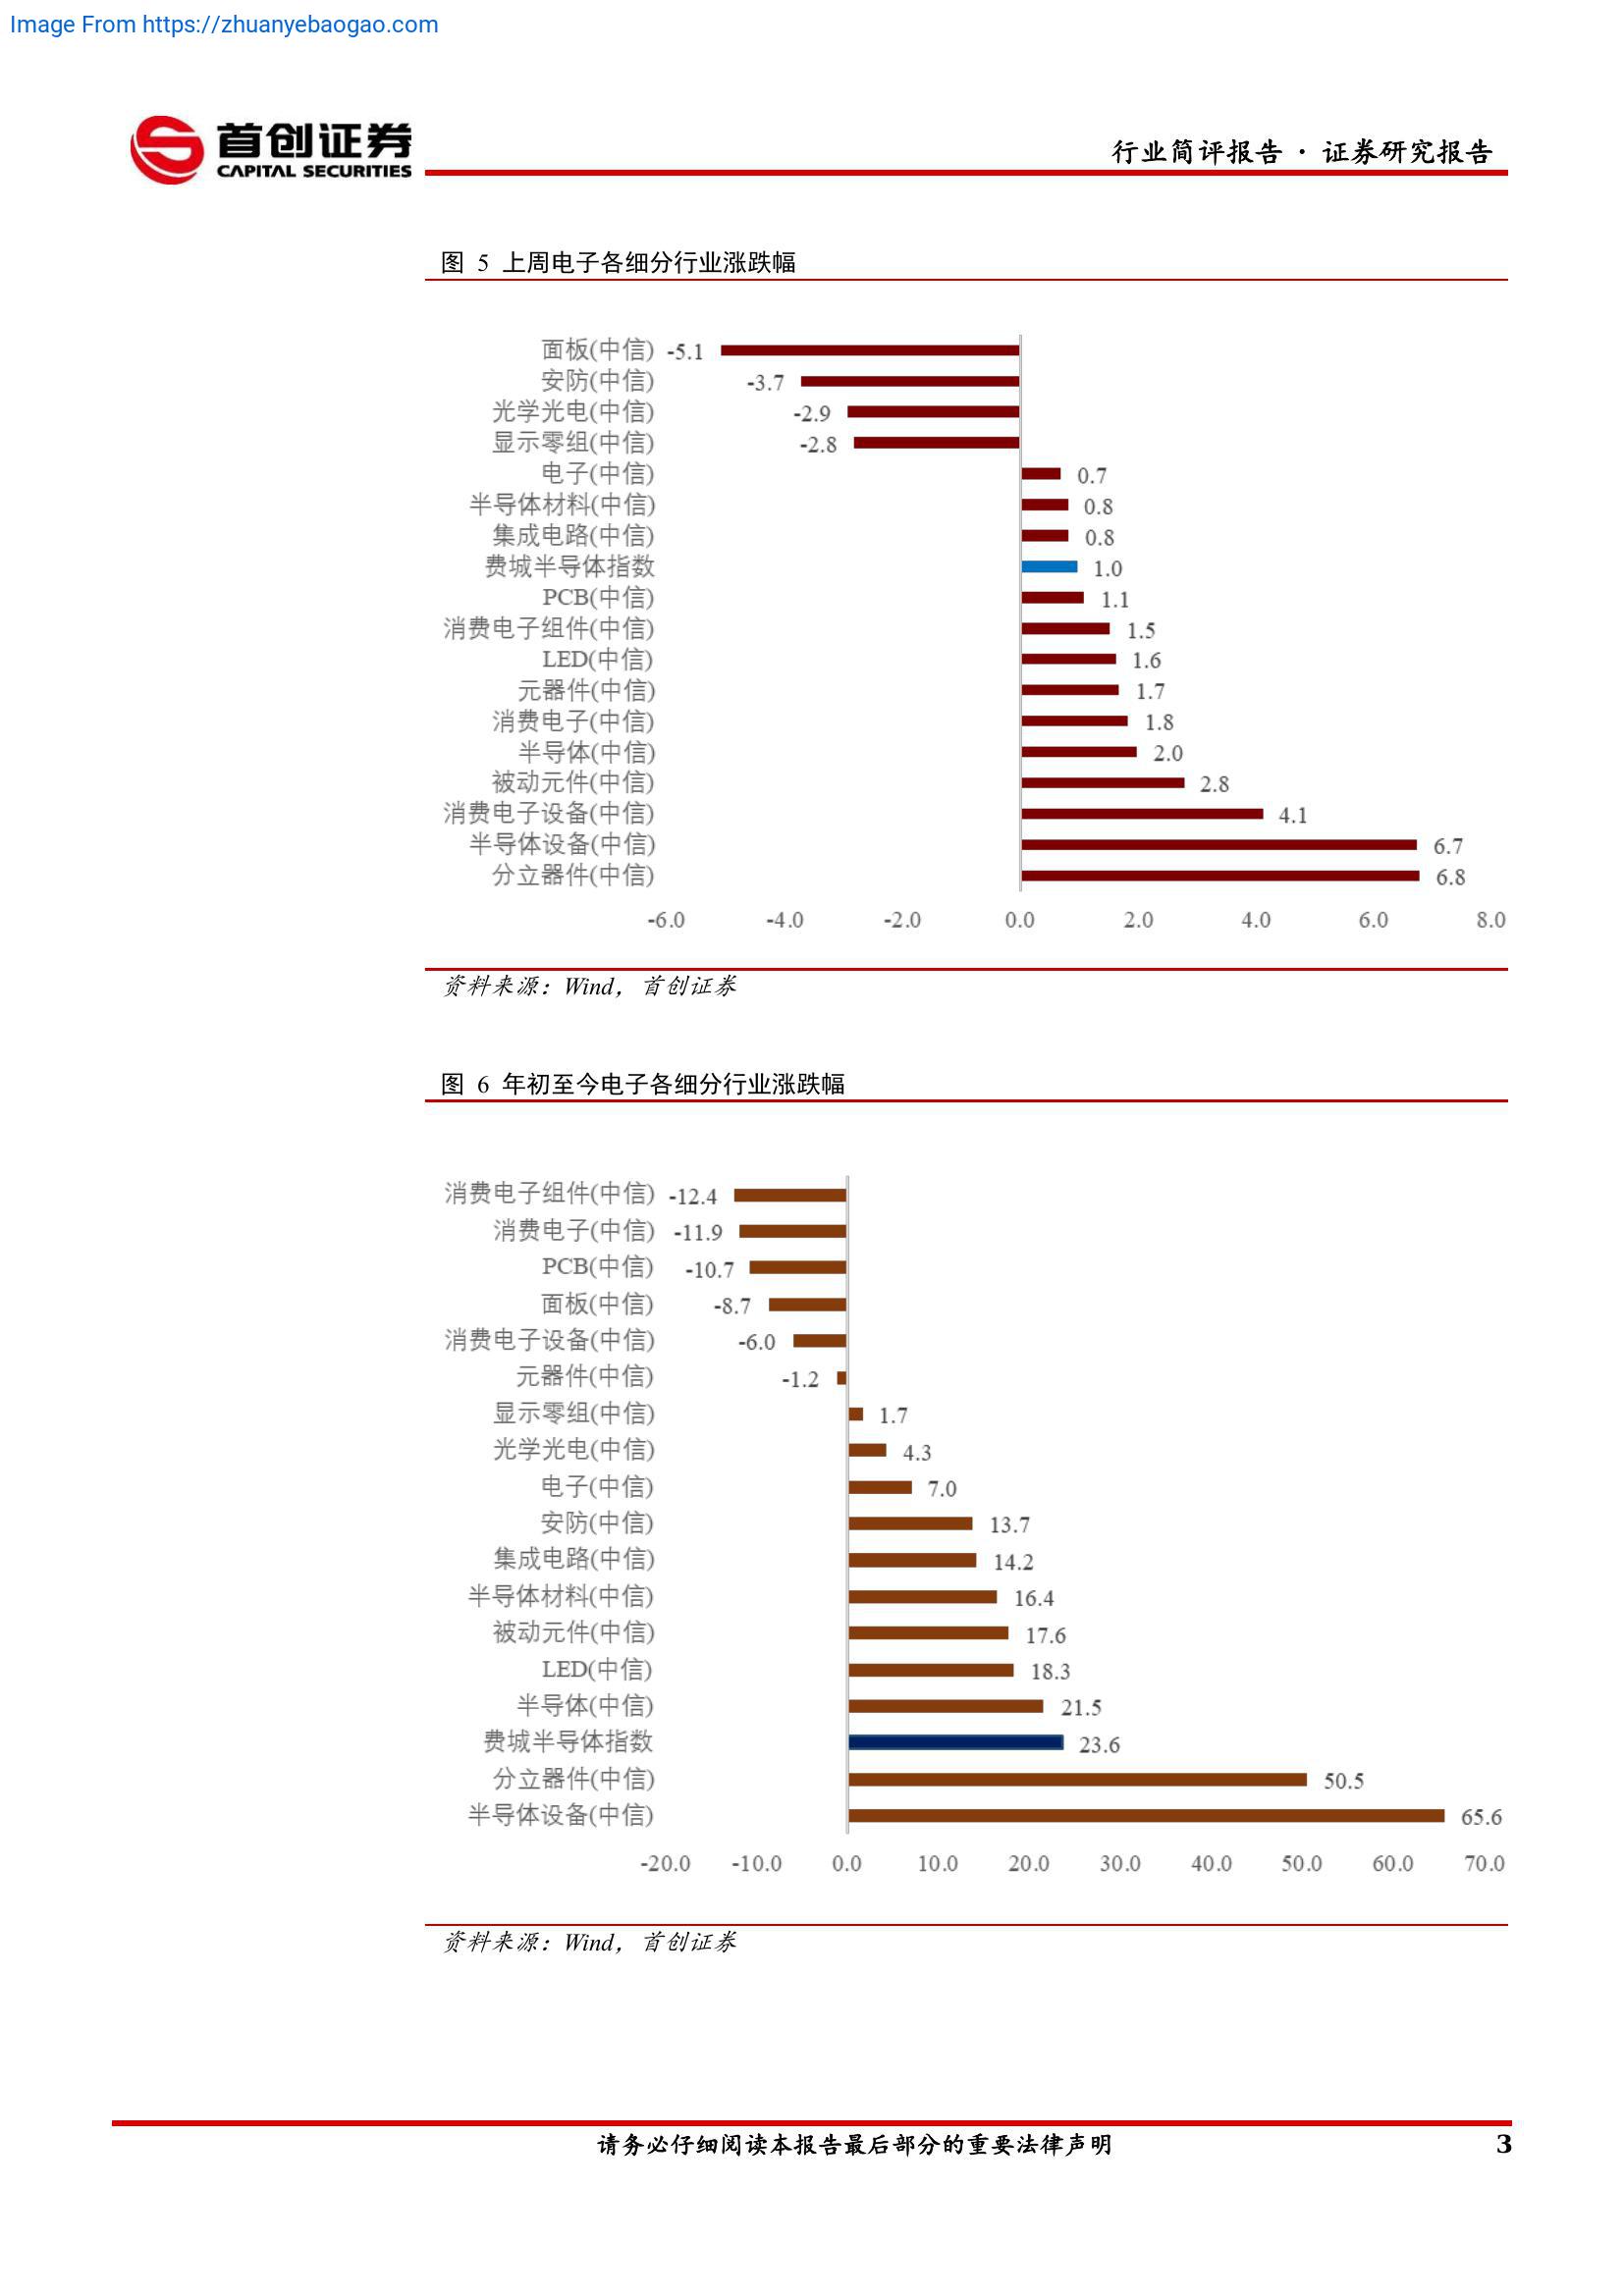 Image From https://zhuanyebaogao.com
首创证券
CAPITAL SECURITIES
行业简评报告 · 证券研究报告
图 5 上周电子各细分行业涨跌幅
面板(中信) -5.1
安防(中信) -3.7
光学光电(中信) -2.9
显示零组(中信) -2.8
电子(中信) 0.7
半导体材料(中信) 0.8
集成电路(中信) 0.8
费城半导体指数 1.0
PCB(中信) 1.1
消费电子组件(中信) 1.5
LED(中信) 1.6
元器件(中信) 1.7
消费电子(中信) 1.8
半导体(中信) 2.0
被动元件(中信) 2.8
消费电子设备(中信) 4.1
半导体设备(中信) 6.7
分立器件(中信) 6.8
-6.0 -4.0 -2.0 0.0 2.0 4.0 6.0 8.0
资料来源：Wind，首创证券
图 6 年初至今电子各细分行业涨跌幅
消费电子组件(中信) -12.4
消费电子(中信) -11.9
PCB(中信) -10.7
面板(中信) -8.7
消费电子设备(中信) -6.0
元器件(中信) -1.2
显示零组(中信) 1.7
光学光电(中信) 4.3
电子(中信) 7.0
安防(中信) 13.7
集成电路(中信) 14.2
半导体材料(中信) 16.4
被动元件(中信) 17.6
LED(中信) 18.3
半导体(中信) 21.5
费城半导体指数 23.6
分立器件(中信) 50.5
半导体设备(中信) 65.6
-20.0 -10.0 0.0 10.0 20.0 30.0 40.0 50.0 60.0 70.0
资料来源：Wind，首创证券
请务必仔细阅读本报告最后部分的重要法律声明 3